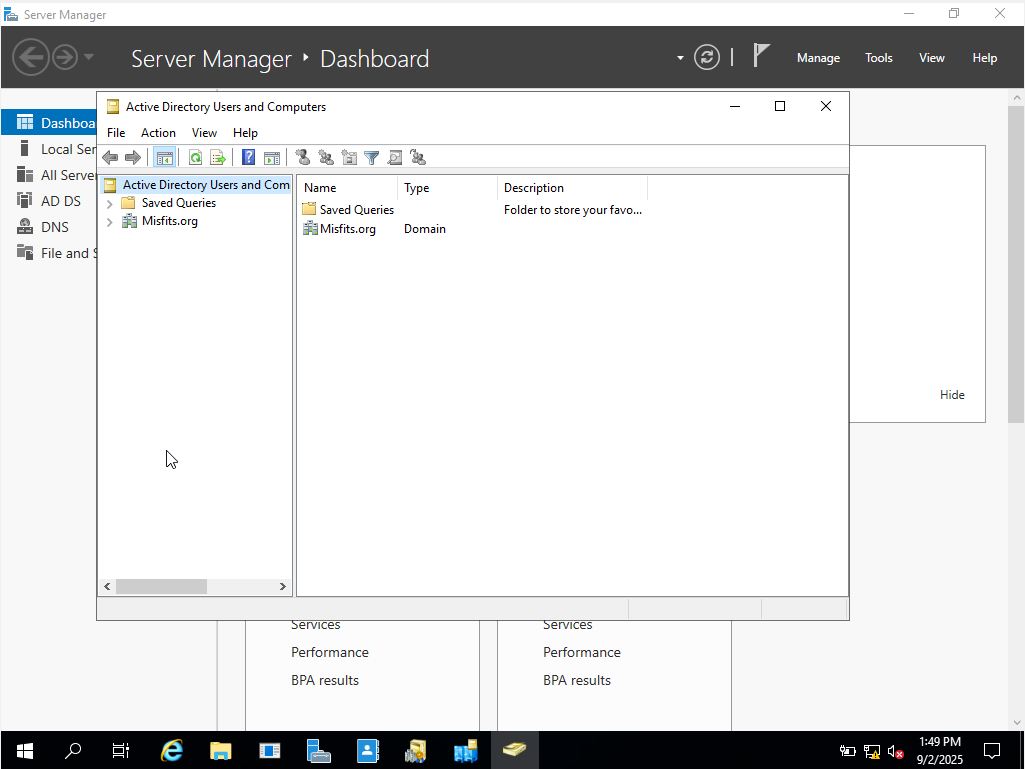 Server Manager
Server Manager ‣ Dashboard
Manage
Tools
View
Help
Dashboa
Local Ser
All Server
AD DS
DNS
File and S
Active Directory Users and Computers
File
Action
View
Help
Active Directory Users and Com
Saved Queries
Misfits.org
Name
Type
Description
Saved Queries
Folder to store your favo...
Misfits.org
Domain
Hide
Services
Performance
BPA results
Services
Performance
BPA results
1:49 PM
9/2/2025